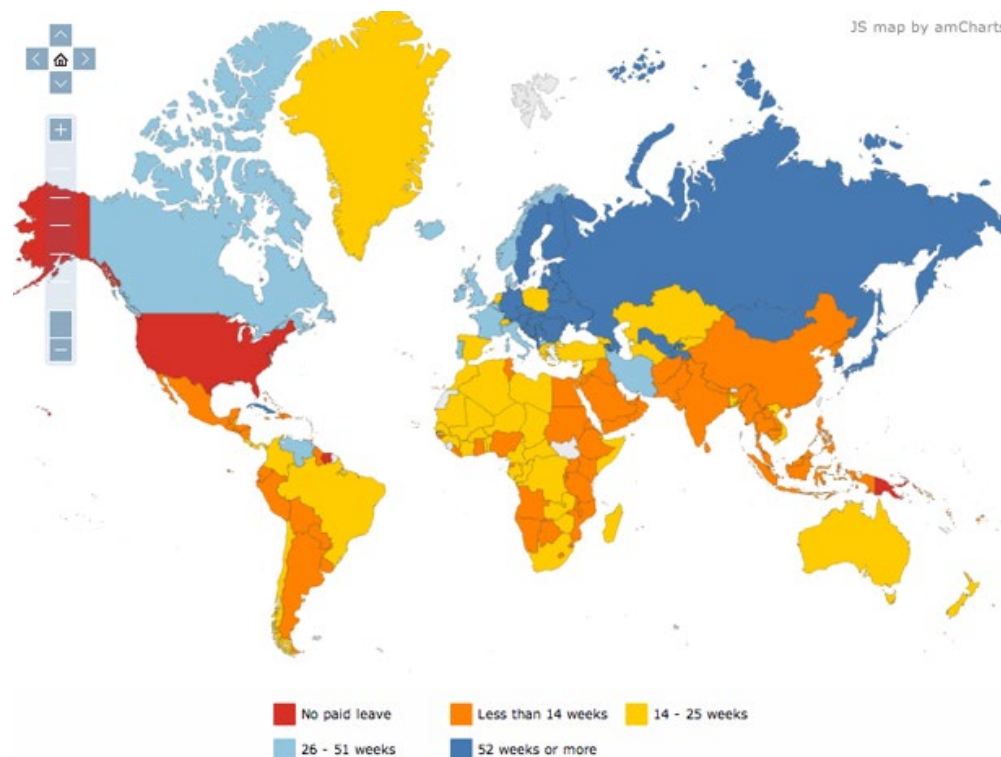 JS map by amCharts
No paid leave
Less than 14 weeks
14 - 25 weeks
26 - 51 weeks
52 weeks or more